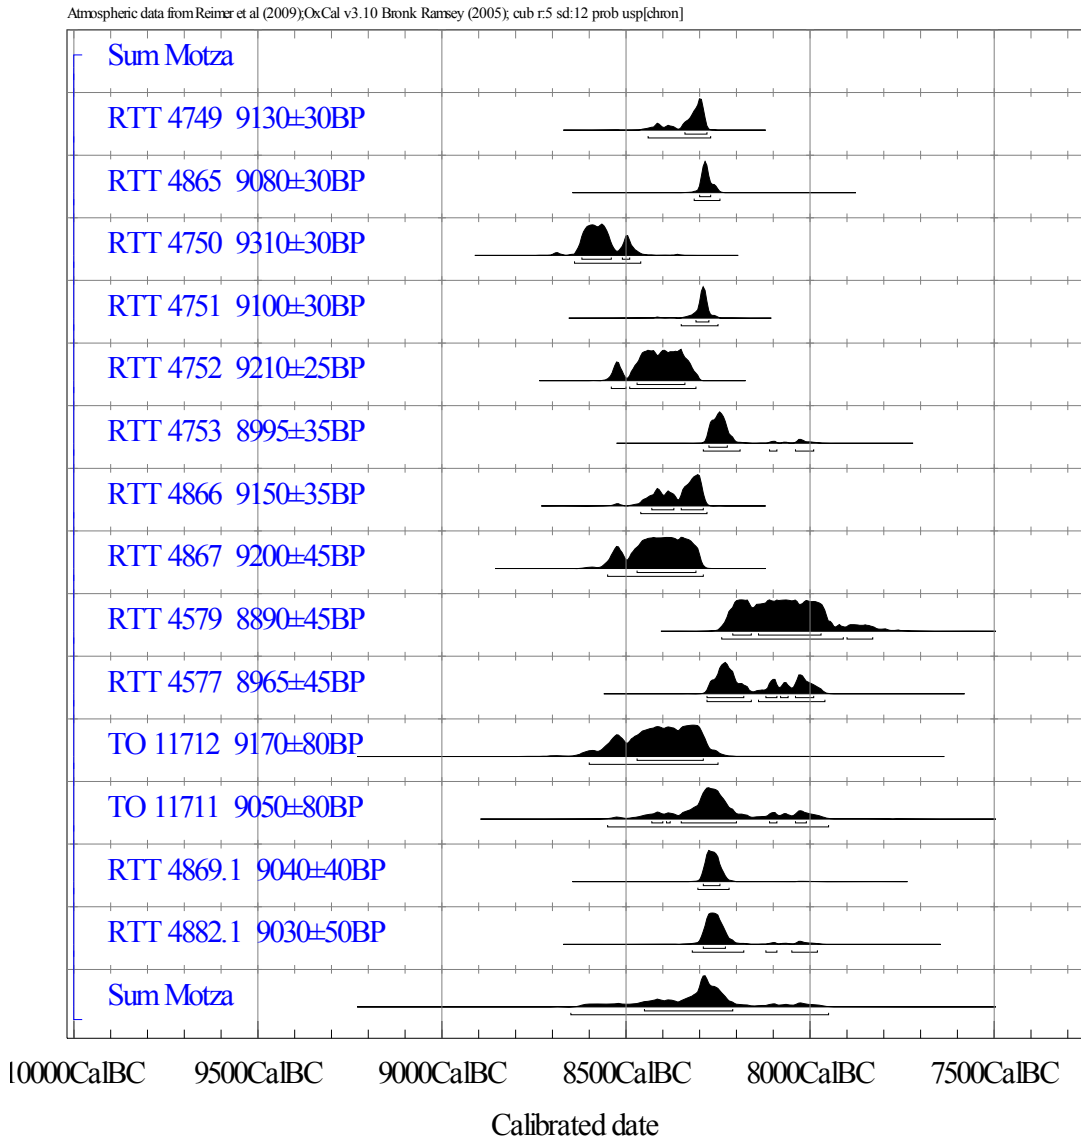 Atmospheric data from Reimer et al (2009);OxCal v3.10 Bronk Ramsey (2005); cub r:5 sd:12 prob usp[chron]
Sum Motza
RTT 4749 9130±30BP
RTT 4865 9080±30BP
RTT 4750 9310±30BP
RTT 4751 9100±30BP
RTT 4752 9210±25BP
RTT 4753 8995±35BP
RTT 4866 9150±35BP
RTT 4867 9200±45BP
RTT 4579 8890±45BP
RTT 4577 8965±45BP
TO 11712 9170±80BP
TO 11711 9050±80BP
RTT 4869.1 9040±40BP
RTT 4882.1 9030±50BP
Sum Motza
10000CalBC 9500CalBC 9000CalBC 8500CalBC 8000CalBC 7500CalBC
Calibrated date